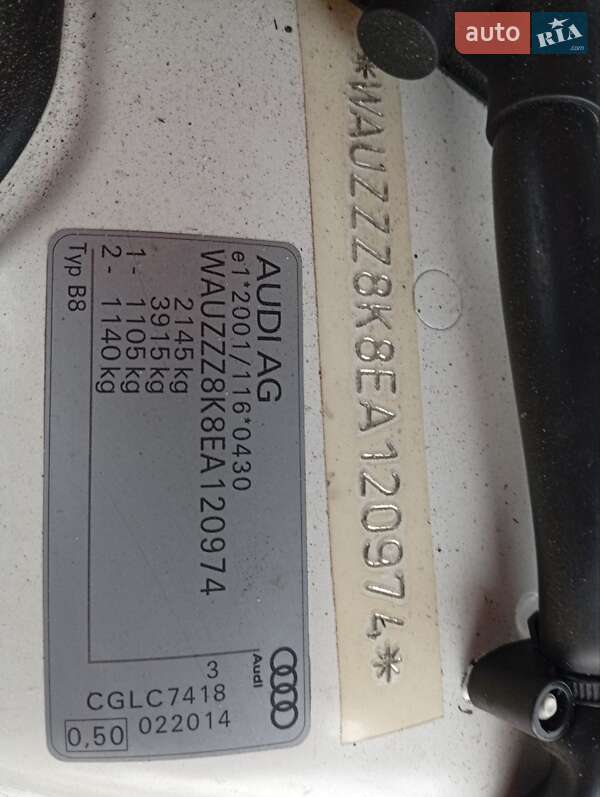 auto RIA
.com
*WAUZZZ8K8EA120974*
AUDI AG
e1*2001/116*0430
WAUZZZ8K8EA120974
2145 kg
3915 kg
1 - 1105 kg
2 - 1140 kg
Typ B8
Audi
3
CGLC7418
0,50 022014